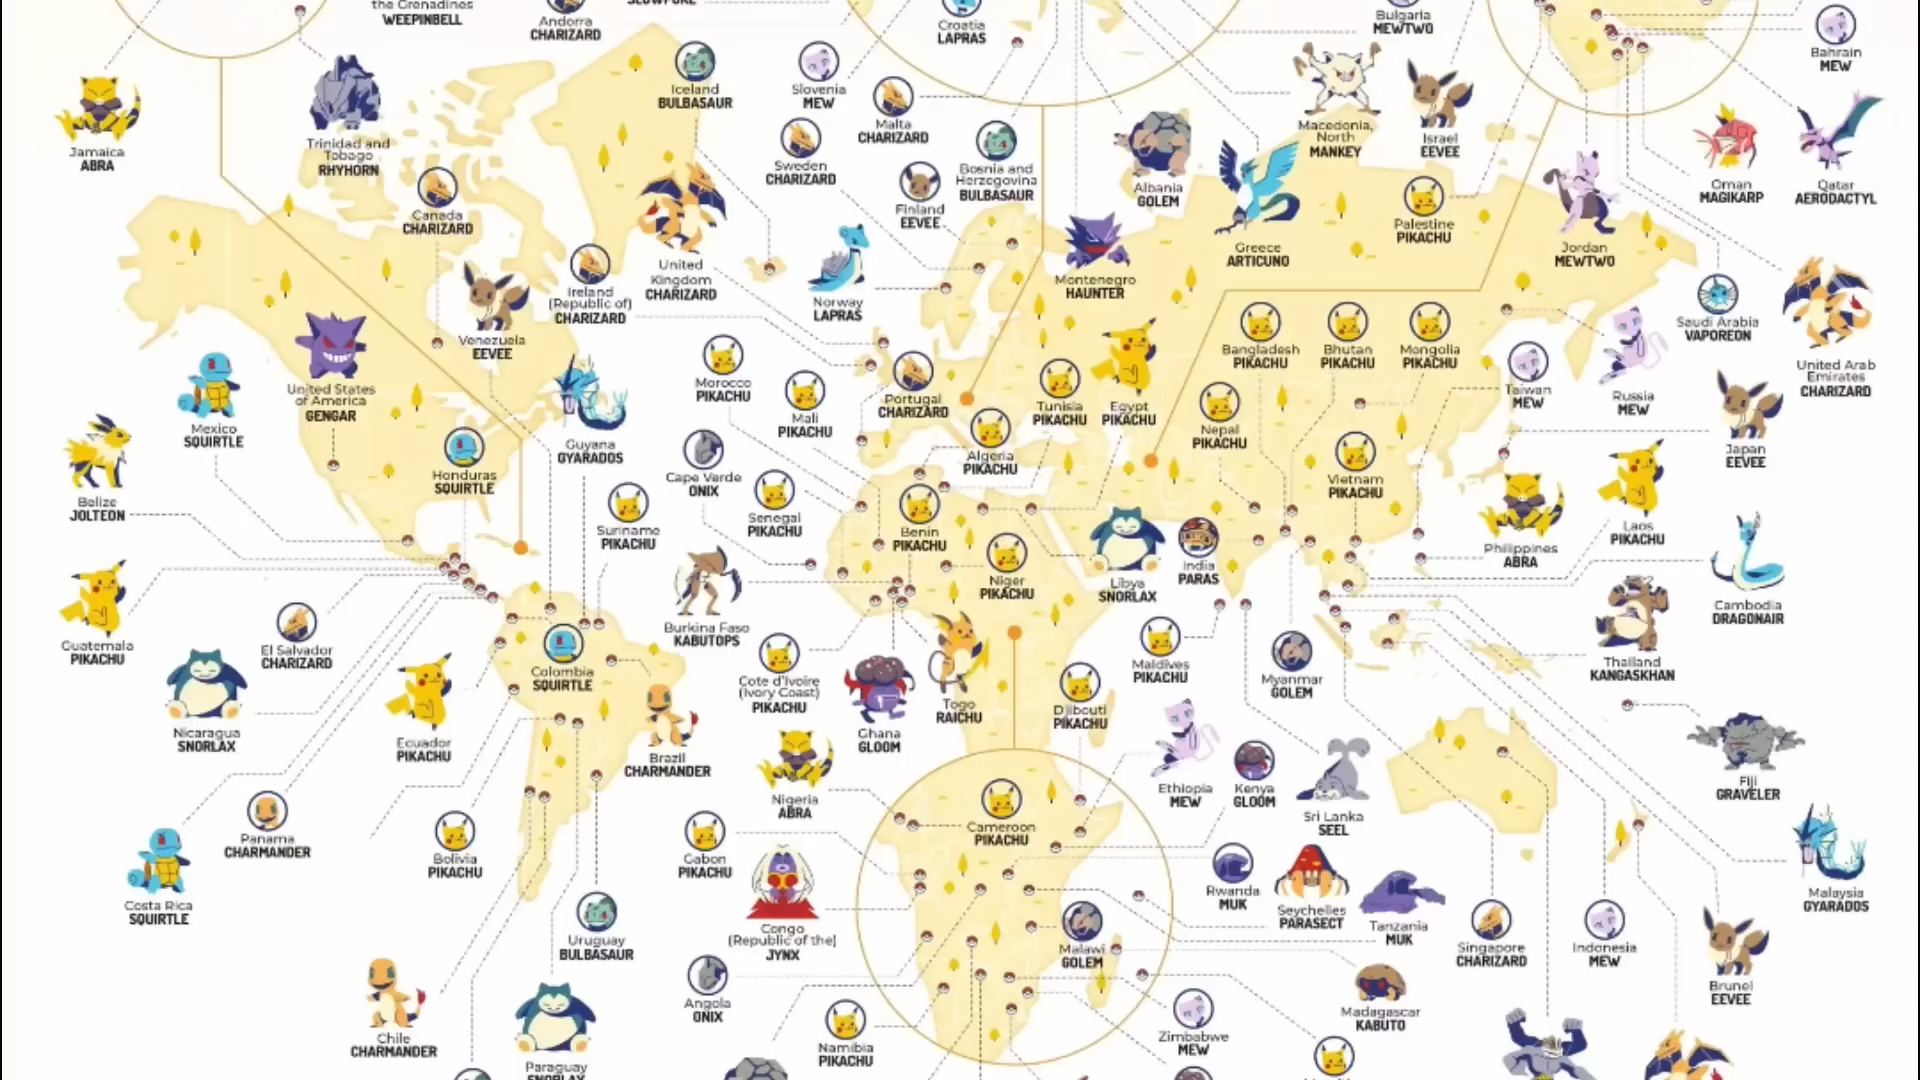 the Grenadines
WEEPINBELL
Andorra
CHARIZARD
Croatia
LAPRAS
Bulgaria
MEWTWO
Bahrain
MEW
Jamaica
ABRA
Trinidad and
Tobago
RHYHORN
Iceland
BULBASAUR
Slovenia
MEW
Malta
CHARIZARD
Sweden
CHARIZARD
Bosnia and
Herzegovina
BULBASAUR
Albania
GOLEM
Macedonia,
North
MANKEY
Israel
EEVEE
Oman
MAGIKARP
Qatar
AERODACTYL
Canada
CHARIZARD
Finland
EEVEE
Palestine
PIKACHU
United
Kingdom
CHARIZARD
Greece
ARTICUNO
Jordan
MEWTWO
Ireland
(Republic of)
CHARIZARD
Norway
LAPRAS
Montenegro
HAUNTER
Saudi Arabia
VAPOREON
Venezuela
EEVEE
Bangladesh
PIKACHU
Bhutan
PIKACHU
Mongolia
PIKACHU
United Arab
Emirates
CHARIZARD
United States
of America
GENGAR
Morocco
PIKACHU
Mali
PIKACHU
Portugal
CHARIZARD
Tunisia
PIKACHU
Egypt
PIKACHU
Taiwan
MEW
Russia
MEW
Mexico
SQUIRTLE
Nepal
PIKACHU
Guyana
GYARADOS
Algeria
PIKACHU
Japan
EEVEE
Honduras
SQUIRTLE
Cape Verde
ONIX
Vietnam
PIKACHU
Belize
JOLTEON
Suriname
PIKACHU
Senegal
PIKACHU
Benin
PIKACHU
Laos
PIKACHU
Philippines
ABRA
Niger
PIKACHU
Libya
SNORLAX
India
PARAS
Cambodia
DRAGONAIR
Guatemala
PIKACHU
El Salvador
CHARIZARD
Burkina Faso
KABUTOPS
Colombia
SQUIRTLE
Cote d'Ivoire
(Ivory Coast)
PIKACHU
Togo
RAICHU
Djibouti
PIKACHU
Maldives
PIKACHU
Myanmar
GOLEM
Thailand
KANGASKHAN
Nicaragua
SNORLAX
Ecuador
PIKACHU
Ghana
GLOOM
Brazil
CHARMANDER
Nigeria
ABRA
Ethiopia
MEW
Kenya
GLOOM
Sri Lanka
SEEL
Fiji
GRAVELER
Panama
CHARMANDER
Bolivia
PIKACHU
Gabon
PIKACHU
Cameroon
PIKACHU
Costa Rica
SQUIRTLE
Rwanda
MUK
Seychelles
PARASECT
Tanzania
MUK
Malaysia
GYARADOS
Uruguay
BULBASAUR
Congo
(Republic of the)
JYNX
Malawi
GOLEM
Singapore
CHARIZARD
Indonesia
MEW
Brunei
EEVEE
Angola
ONIX
Madagascar
KABUTO
Chile
CHARMANDER
Paraguay
SNORLAX
Namibia
PIKACHU
Zimbabwe
MEW